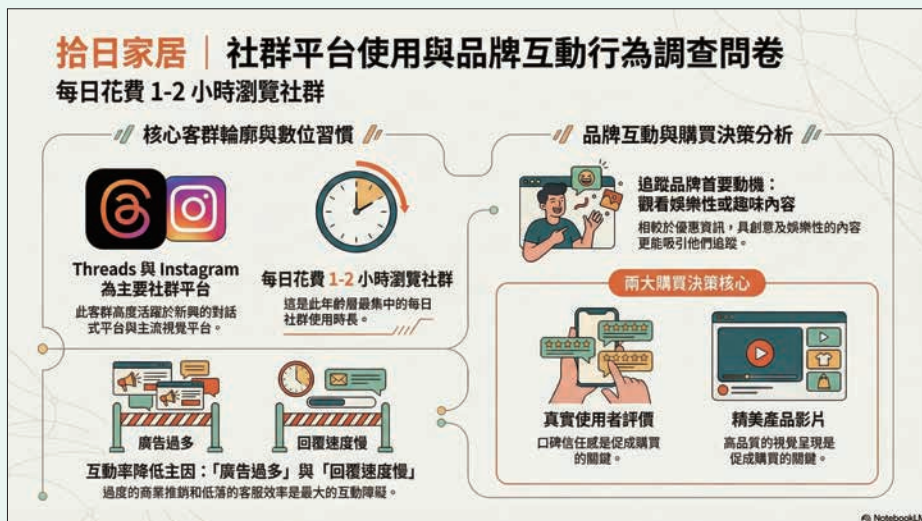 拾日家居｜社群平台使用與品牌互動行為調查問卷
每日花費 1-2 小時瀏覽社群
核心客群輪廓與數位習慣
Threads 與 Instagram
為主要社群平台
此客群高度活躍於新興的對話
式平台與主流視覺平台。
每日花費 1-2 小時瀏覽社群
這是此年齡層最集中的每日
社群使用時長。
廣告過多
回覆速度慢
互動率降低主因：「廣告過多」與「回覆速度慢」
過度的商業推銷和低落的客服效率是最大的互動障礙。
品牌互動與購買決策分析
追蹤品牌首要動機：
觀看娛樂性或趣味內容
相較於優惠資訊，具創意及娛樂性的內容
更能吸引他們追蹤。
兩大購買決策核心
真實使用者評價
口碑信任感是促成購買
的關鍵。
精美產品影片
高品質的視覺呈現是
促成購買的關鍵。
NotebookLM